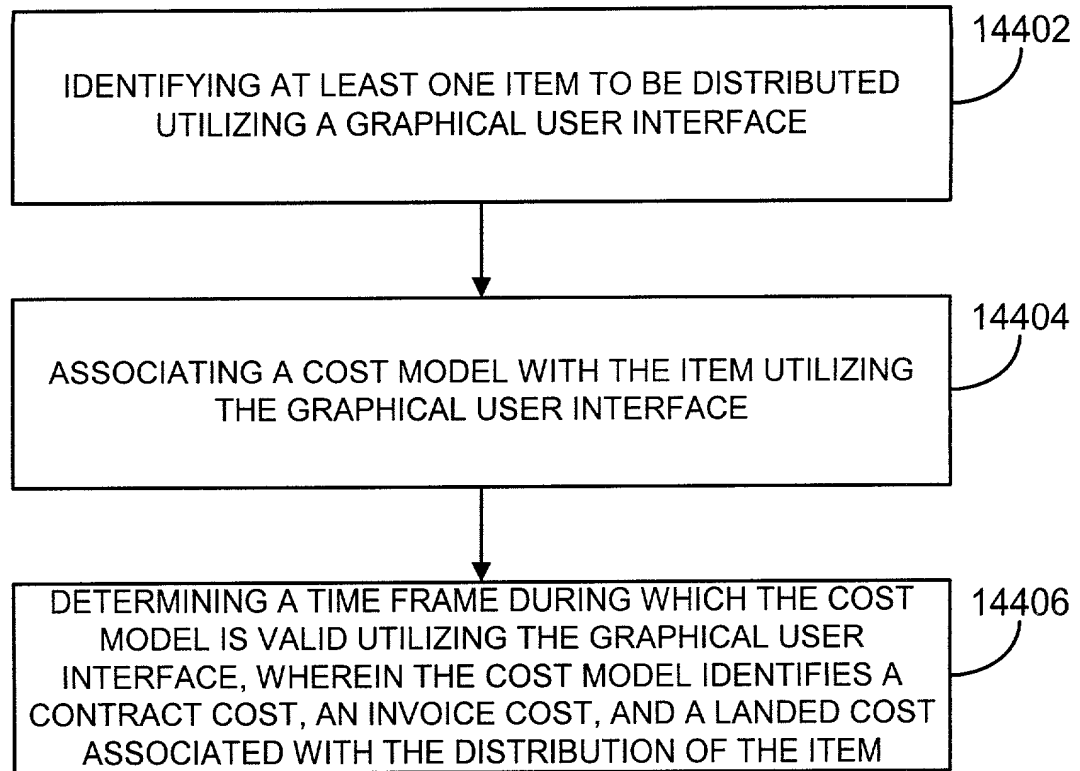 14402
IDENTIFYING AT LEAST ONE ITEM TO BE DISTRIBUTED
UTILIZING A GRAPHICAL USER INTERFACE
14404
ASSOCIATING A COST MODEL WITH THE ITEM UTILIZING
THE GRAPHICAL USER INTERFACE
14406
DETERMINING A TIME FRAME DURING WHICH THE COST
MODEL IS VALID UTILIZING THE GRAPHICAL USER
INTERFACE, WHEREIN THE COST MODEL IDENTIFIES A
CONTRACT COST, AN INVOICE COST, AND A LANDED COST
ASSOCIATED WITH THE DISTRIBUTION OF THE ITEM